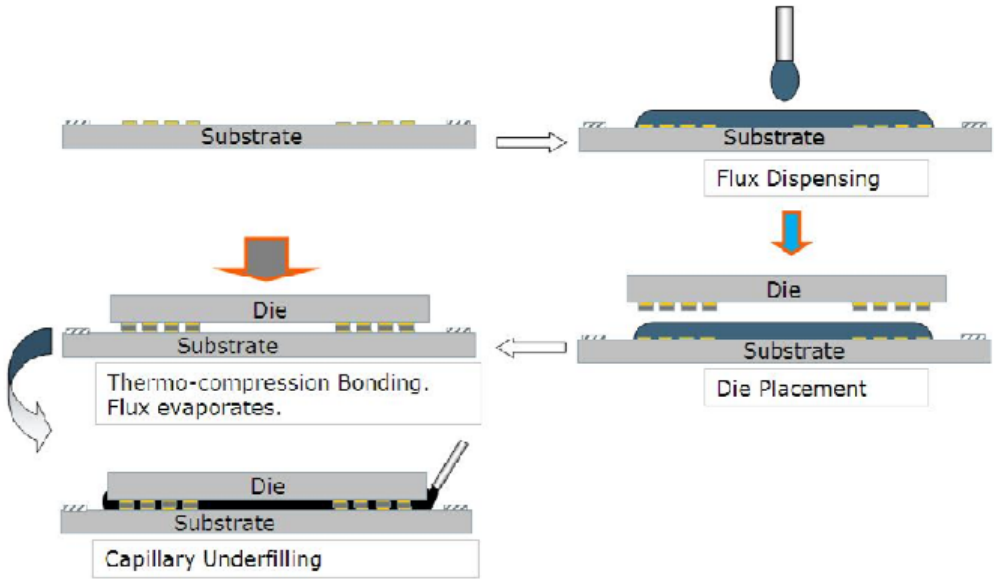 Substrate
Substrate
Flux Dispensing
Die
Substrate
Die Placement
Die
Substrate
Thermo-compression Bonding.
Flux evaporates.
Die
Substrate
Capillary Underfilling